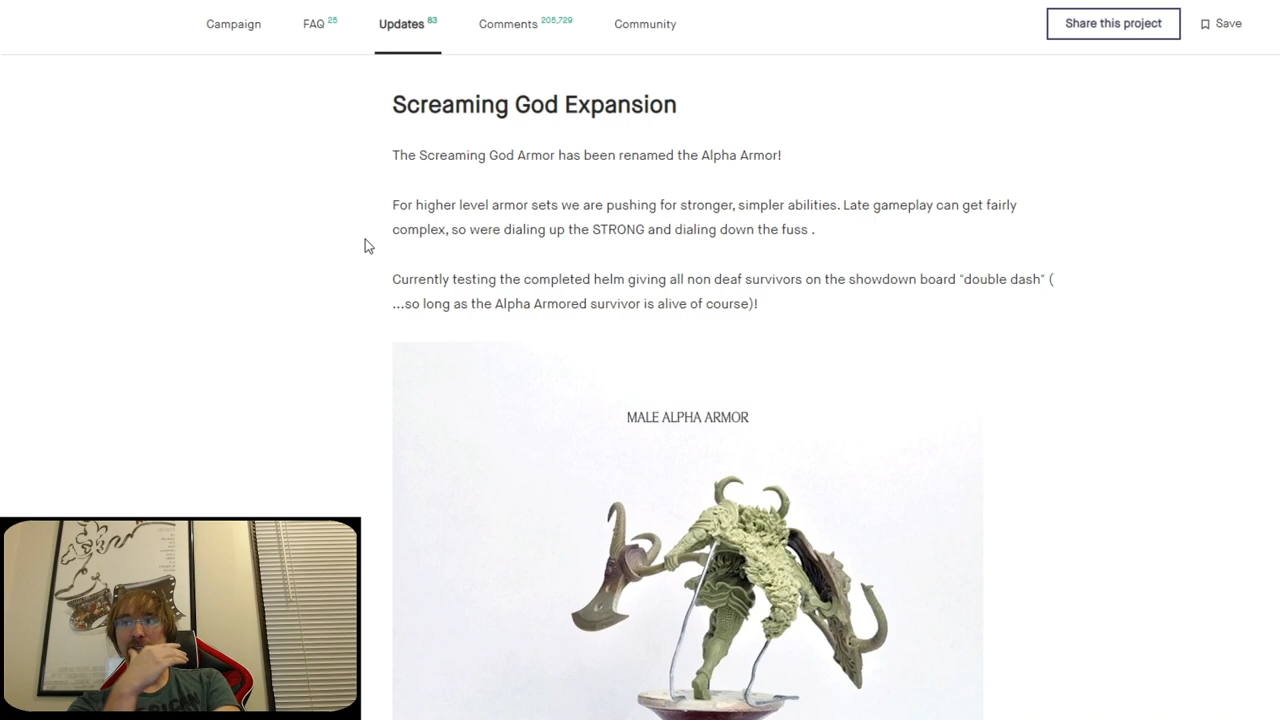 Campaign FAQ 25 Updates 83 Comments 205,729 Community Share this project Save
Screaming God Expansion
The Screaming God Armor has been renamed the Alpha Armor!
For higher level armor sets we are pushing for stronger, simpler abilities. Late gameplay can get fairly
complex, so were dialing up the STRONG and dialing down the fuss .
Currently testing the completed helm giving all non deaf survivors on the showdown board "double dash" (
...so long as the Alpha Armored survivor is alive of course)!
MALE ALPHA ARMOR